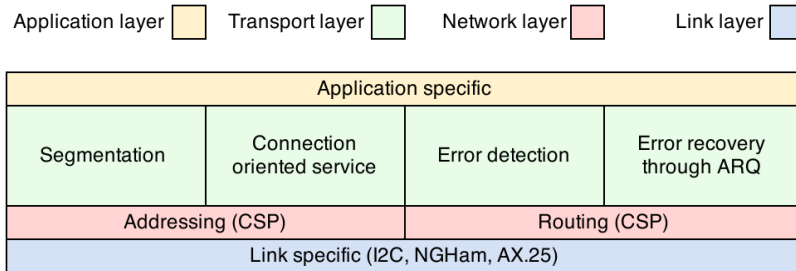 Application layer
Transport layer
Network layer
Link layer
Application specific
Segmentation
Connection
oriented service
Error detection
Error recovery
through ARQ
Addressing (CSP)
Routing (CSP)
Link specific (I2C, NGHam, AX.25)